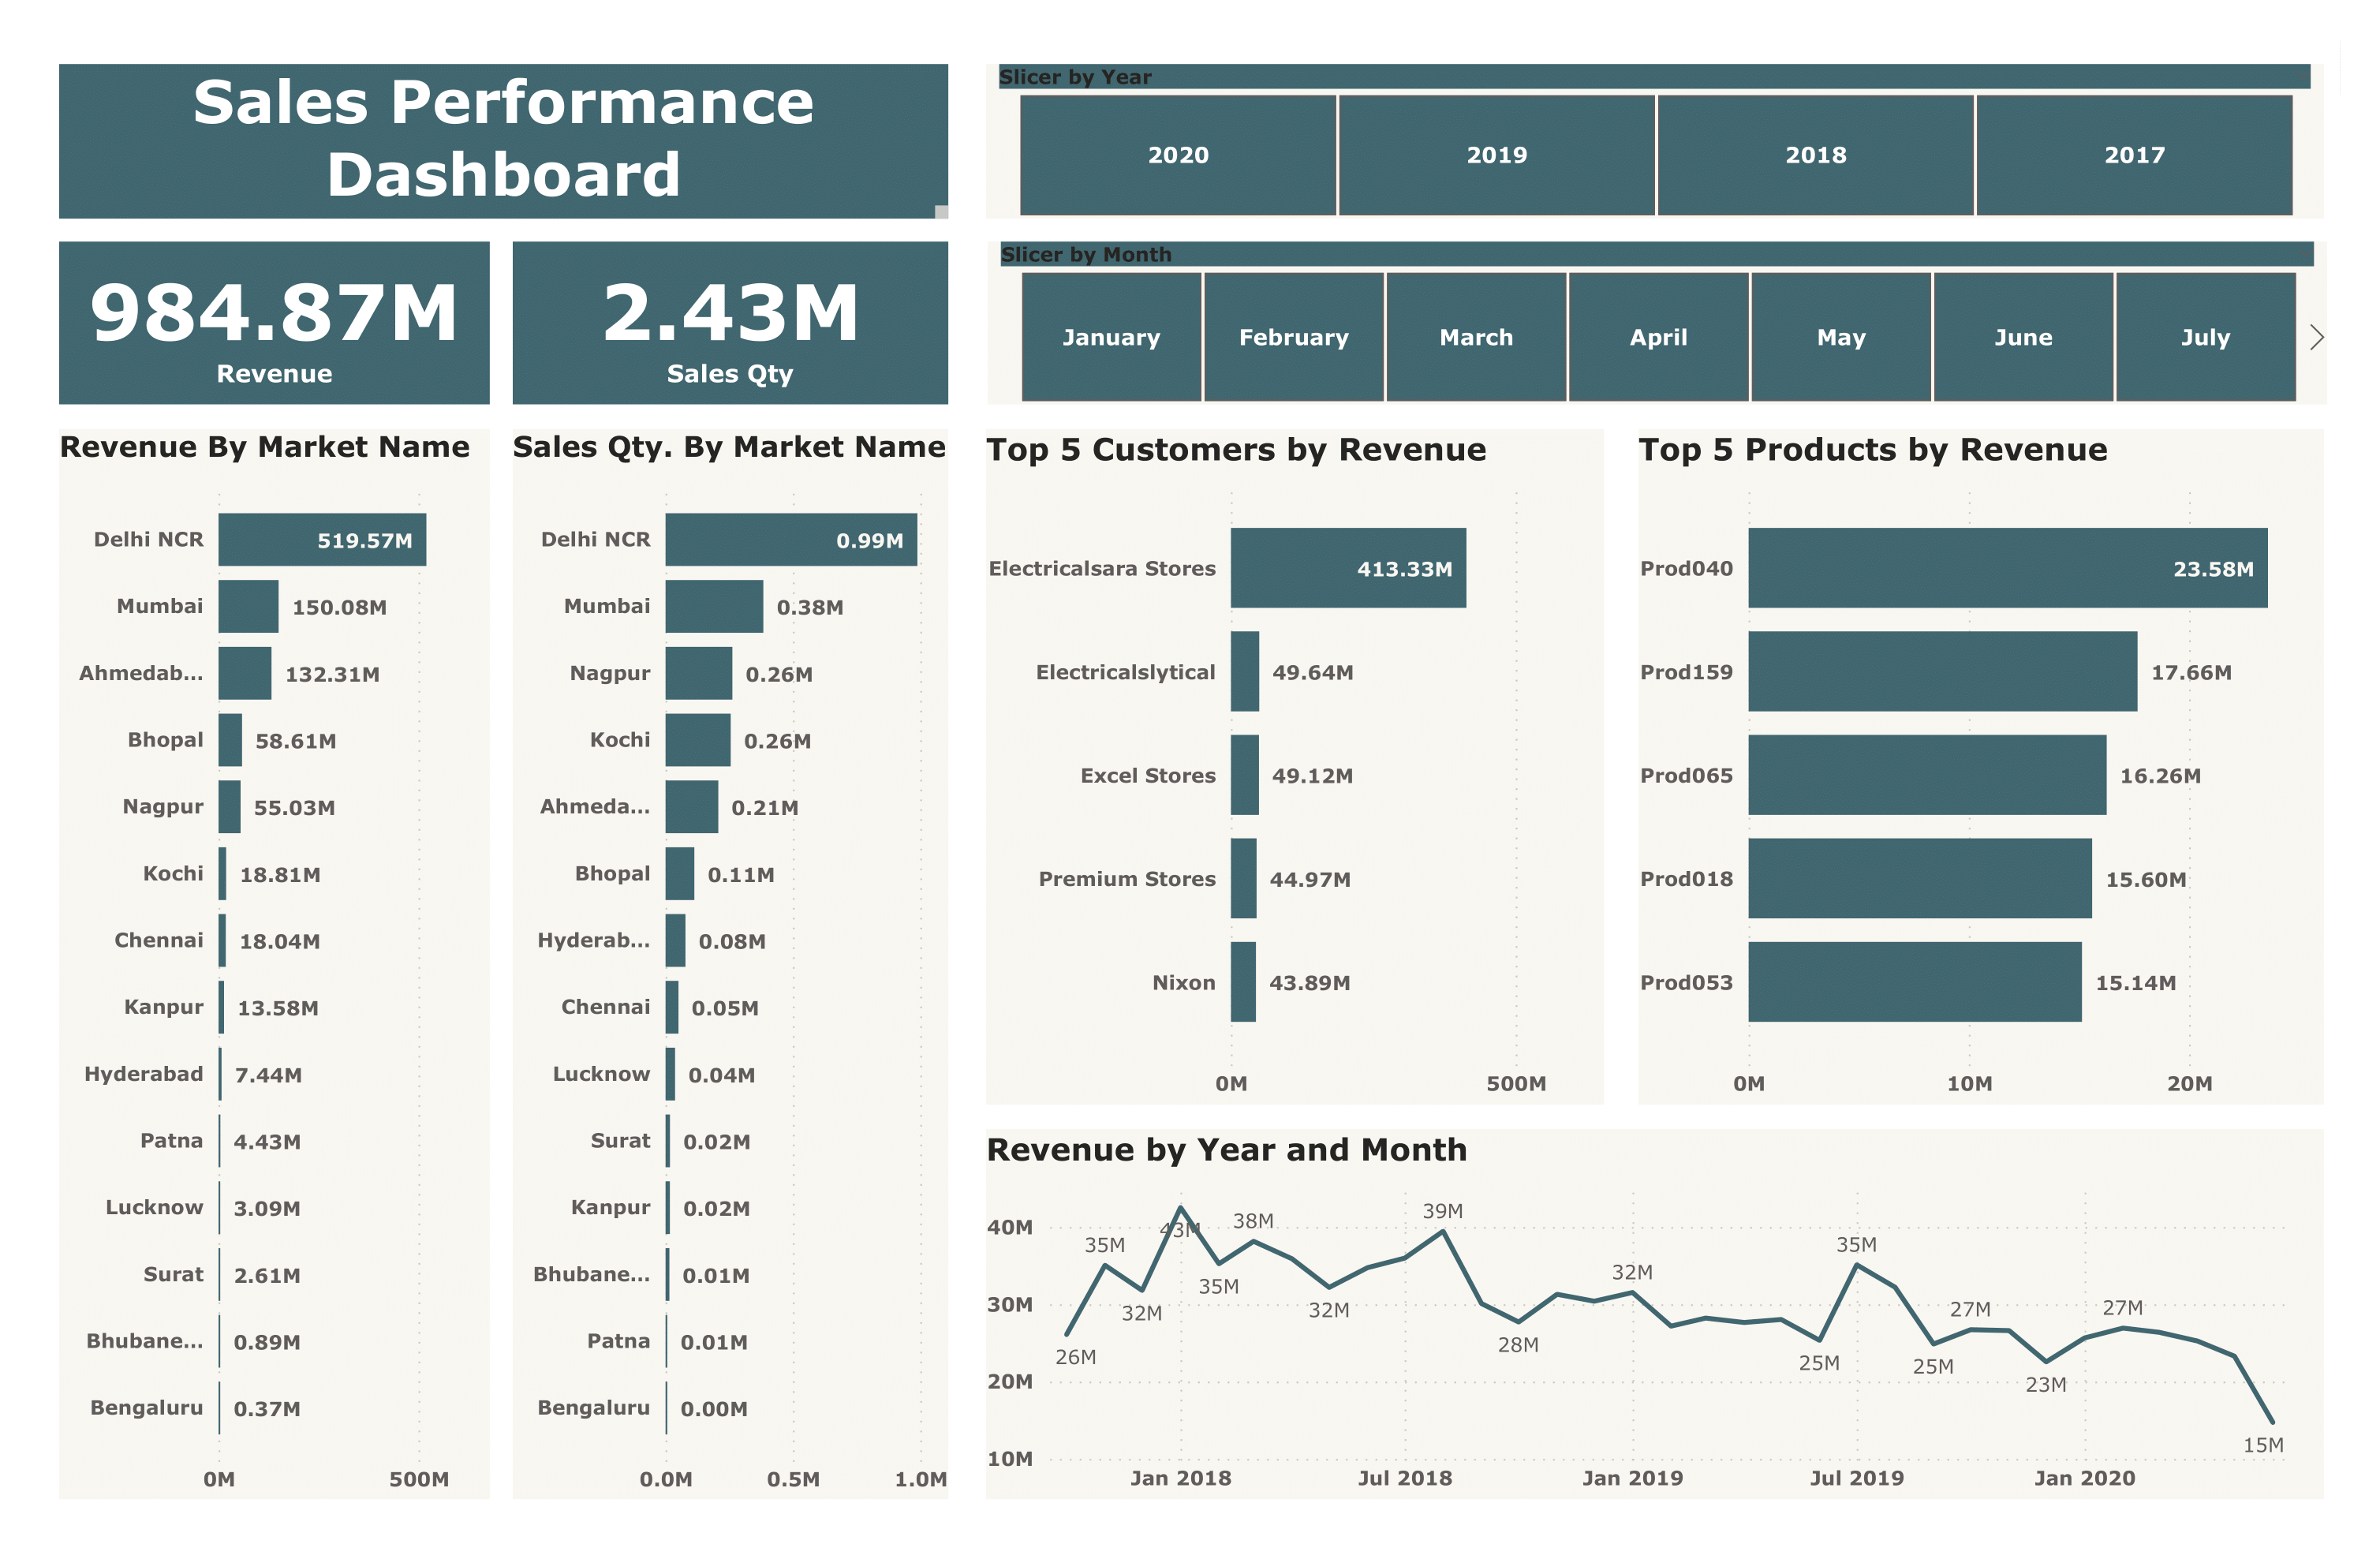 Sales Performance
Dashboard
Slicer by Year
2020 2019 2018 2017
984.87M
Revenue
2.43M
Sales Qty
Slicer by Month
January February March April May June July
Revenue By Market Name
Delhi NCR 519.57M
Mumbai 150.08M
Ahmedab... 132.31M
Bhopal 58.61M
Nagpur 55.03M
Kochi 18.81M
Chennai 18.04M
Kanpur 13.58M
Hyderabad 7.44M
Patna 4.43M
Lucknow 3.09M
Surat 2.61M
Bhubane... 0.89M
Bengaluru 0.37M
0M 500M
Sales Qty. By Market Name
Delhi NCR 0.99M
Mumbai 0.38M
Nagpur 0.26M
Kochi 0.26M
Ahmeda... 0.21M
Bhopal 0.11M
Hyderab... 0.08M
Chennai 0.05M
Lucknow 0.04M
Surat 0.02M
Kanpur 0.02M
Bhubane... 0.01M
Patna 0.01M
Bengaluru 0.00M
0.0M 0.5M 1.0M
Top 5 Customers by Revenue
Electricalsara Stores 413.33M
Electricalslytical 49.64M
Excel Stores 49.12M
Premium Stores 44.97M
Nixon 43.89M
0M 500M
Top 5 Products by Revenue
Prod040 23.58M
Prod159 17.66M
Prod065 16.26M
Prod018 15.60M
Prod053 15.14M
0M 10M 20M
Revenue by Year and Month
40M
30M
20M
10M
26M 35M 32M 43M 35M 38M 32M 39M 28M 32M 25M 35M 25M 27M 23M 27M 15M
Jan 2018 Jul 2018 Jan 2019 Jul 2019 Jan 2020